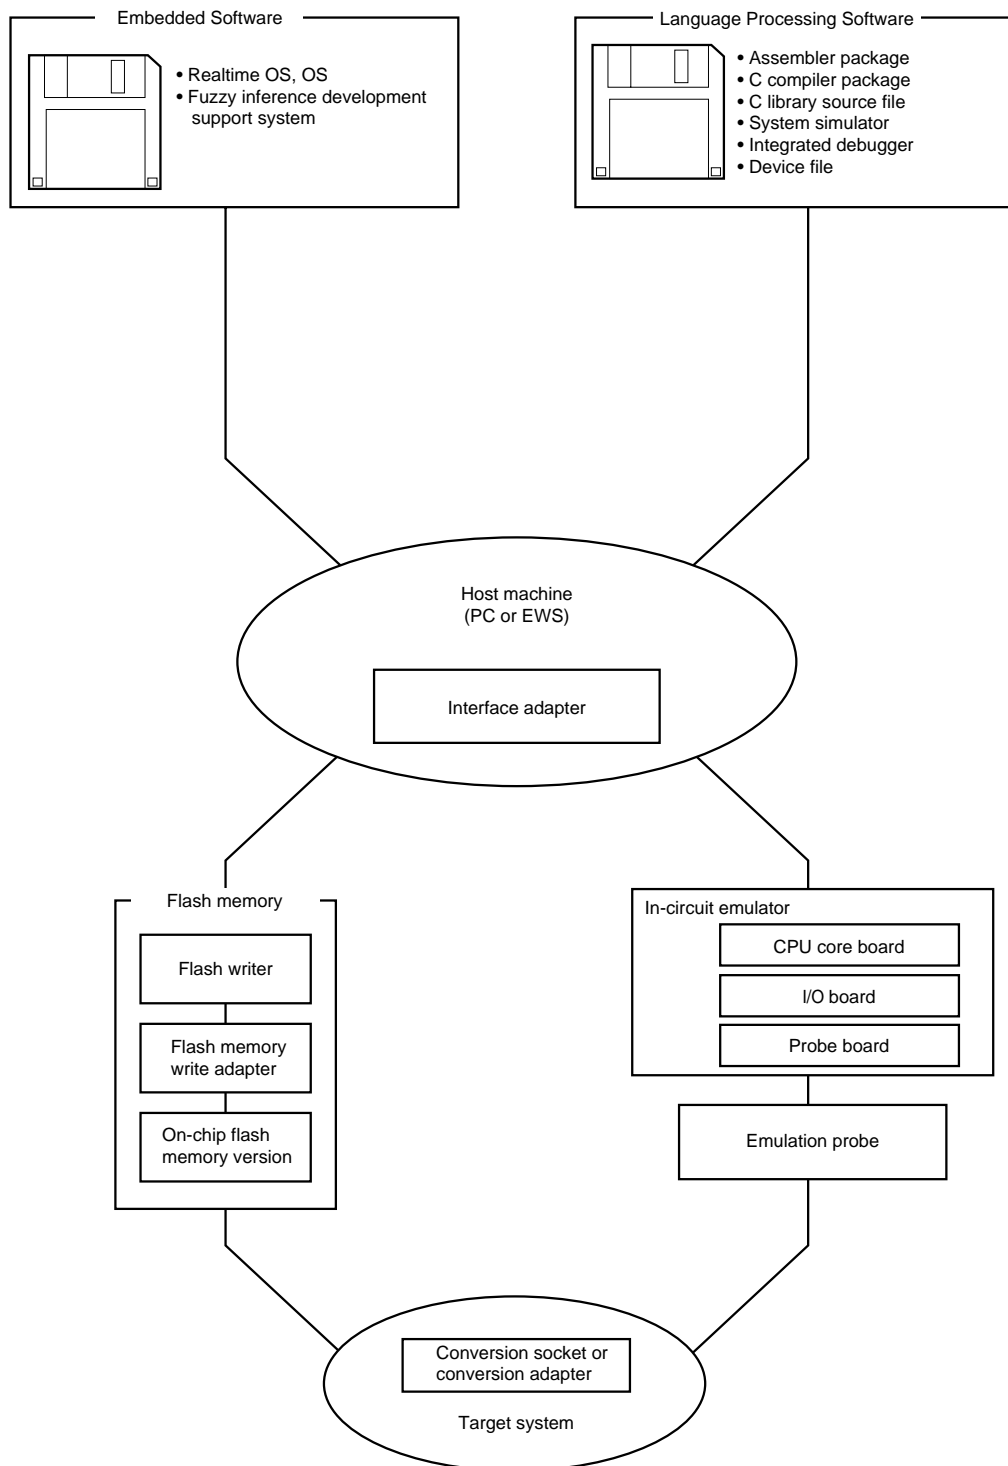 Embedded Software
• Realtime OS, OS
• Fuzzy inference development
support system
Language Processing Software
• Assembler package
• C compiler package
• C library source file
• System simulator
• Integrated debugger
• Device file
Host machine
(PC or EWS)
Interface adapter
Flash memory
Flash writer
Flash memory
write adapter
On-chip flash
memory version
In-circuit emulator
CPU core board
I/O board
Probe board
Emulation probe
Conversion socket or
conversion adapter
Target system